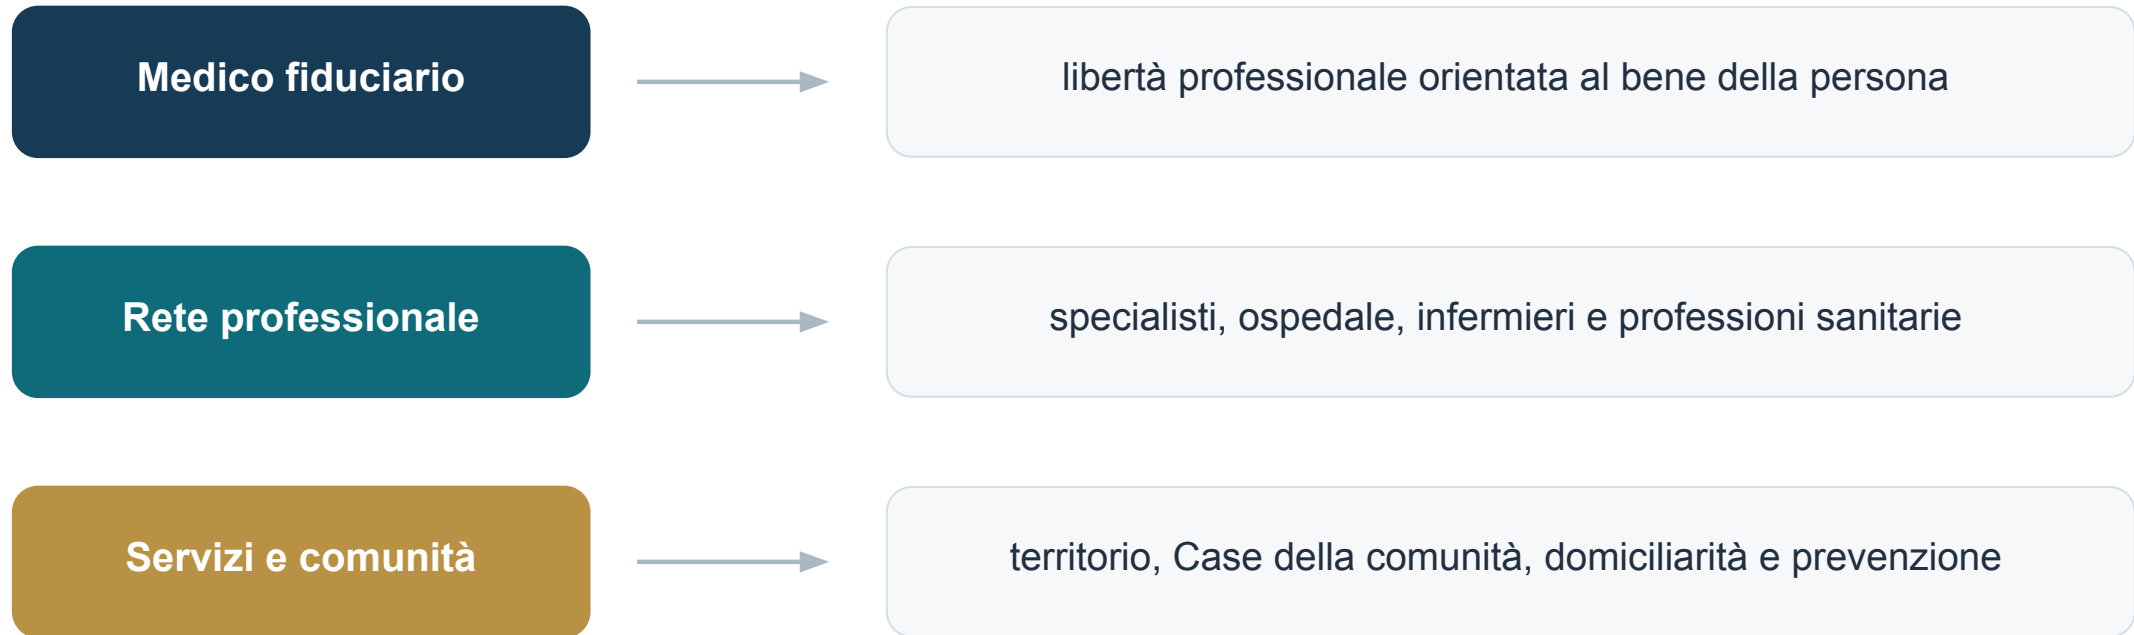 Medico fiduciario
libertà professionale orientata al bene della persona
Rete professionale
specialisti, ospedale, infermieri e professioni sanitarie
Servizi e comunità
territorio, Case della comunità, domiciliarità e prevenzione